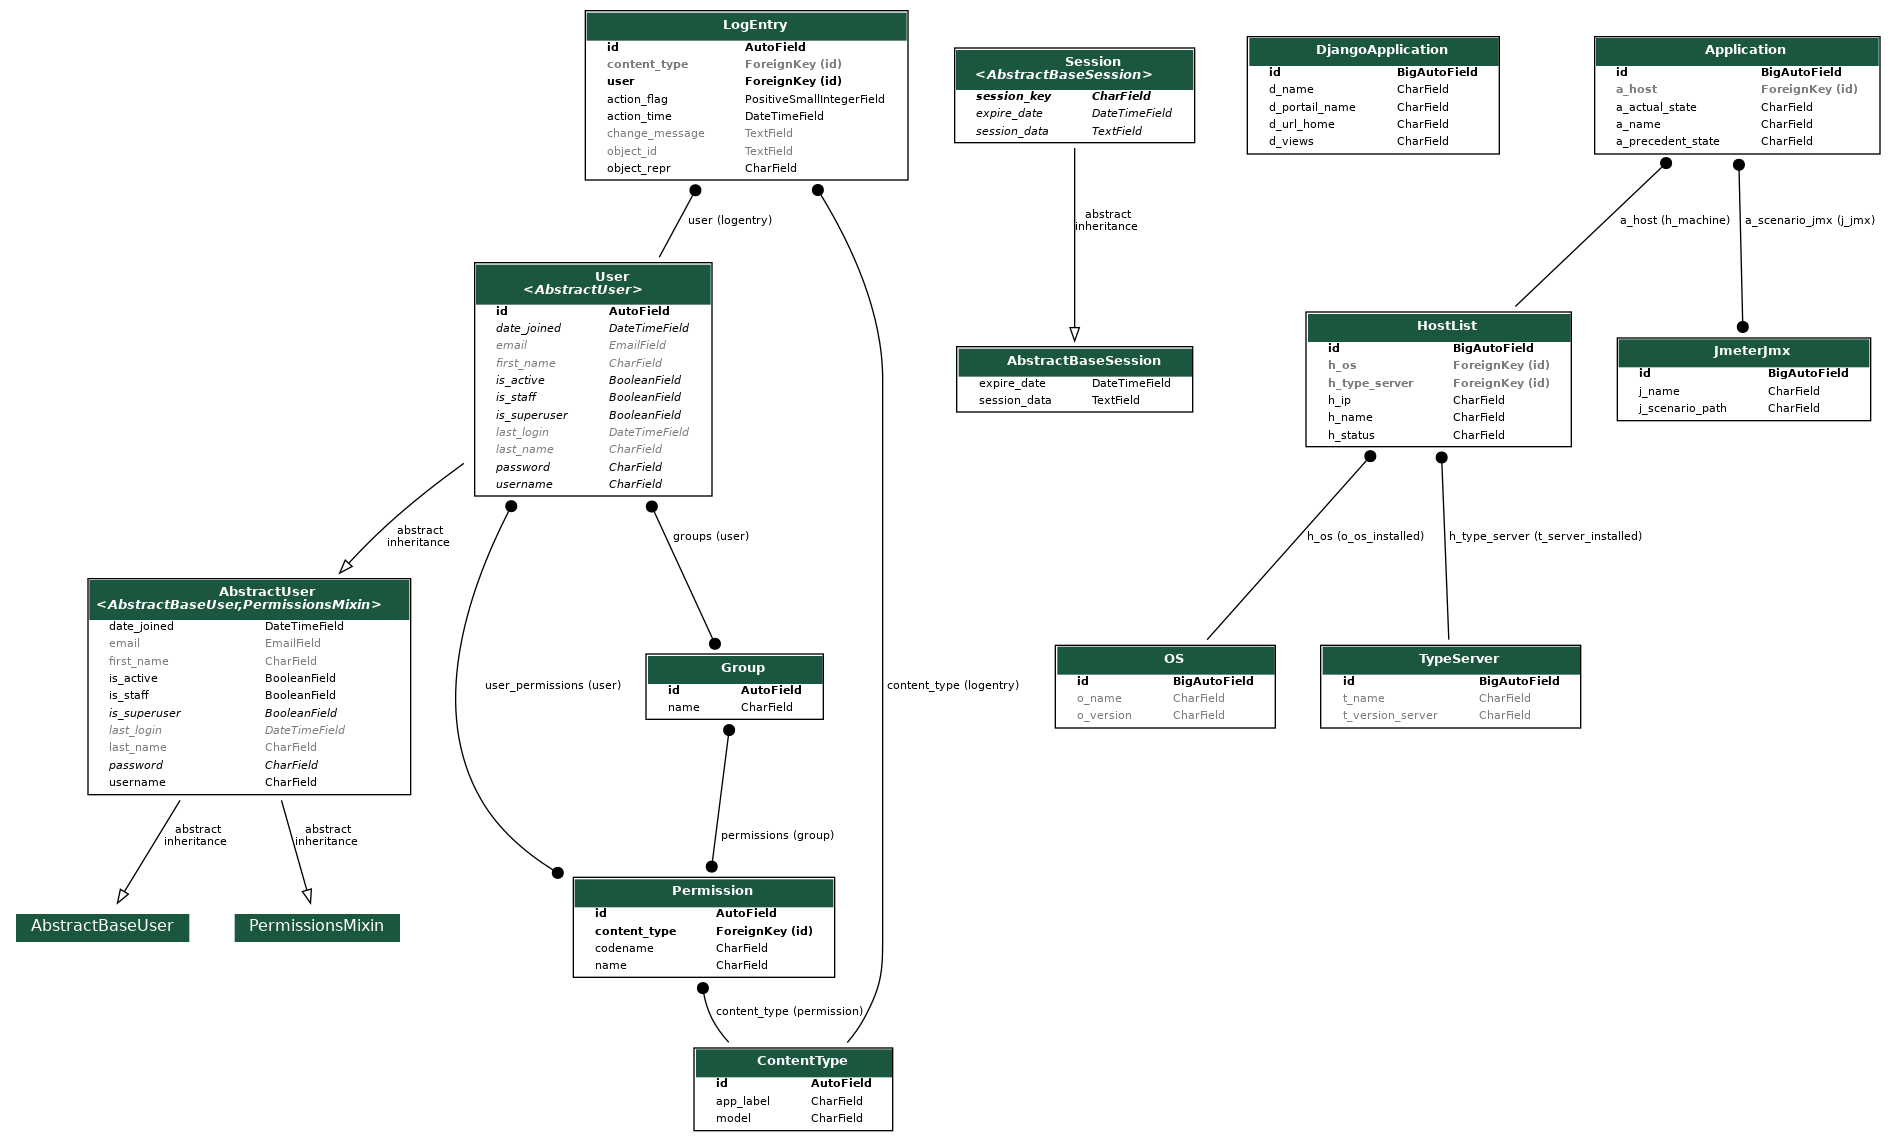 LogEntry
id AutoField
content_type ForeignKey (id)
user ForeignKey (id)
action_flag PositiveSmallIntegerField
action_time DateTimeField
change_message TextField
object_id TextField
object_repr CharField
Session
<AbstractBaseSession>
session_key CharField
expire_date DateTimeField
session_data TextField
DjangoApplication
id BigAutoField
d_name CharField
d_portail_name CharField
d_url_home CharField
d_views CharField
Application
id BigAutoField
a_host ForeignKey (id)
a_actual_state CharField
a_name CharField
a_precedent_state CharField
user (logentry)
abstract
inheritance
a_host (h_machine)
a_scenario_jmx (j_jmx)
User
<AbstractUser>
id AutoField
date_joined DateTimeField
email EmailField
first_name CharField
is_active BooleanField
is_staff BooleanField
is_superuser BooleanField
last_login DateTimeField
last_name CharField
password CharField
username CharField
AbstractBaseSession
expire_date DateTimeField
session_data TextField
HostList
id BigAutoField
h_os ForeignKey (id)
h_type_server ForeignKey (id)
h_ip CharField
h_name CharField
h_status CharField
JmeterJmx
id BigAutoField
j_name CharField
j_scenario_path CharField
abstract
inheritance
groups (user)
h_os (o_os_installed)
h_type_server (t_server_installed)
AbstractUser
<AbstractBaseUser,PermissionsMixin>
date_joined DateTimeField
email EmailField
first_name CharField
is_active BooleanField
is_staff BooleanField
is_superuser BooleanField
last_login DateTimeField
last_name CharField
password CharField
username CharField
user_permissions (user)
Group
id AutoField
name CharField
content_type (logentry)
OS
id BigAutoField
o_name CharField
o_version CharField
TypeServer
id BigAutoField
t_name CharField
t_version_server CharField
abstract
inheritance
abstract
inheritance
permissions (group)
AbstractBaseUser
PermissionsMixin
Permission
id AutoField
content_type ForeignKey (id)
codename CharField
name CharField
content_type (permission)
ContentType
id AutoField
app_label CharField
model CharField